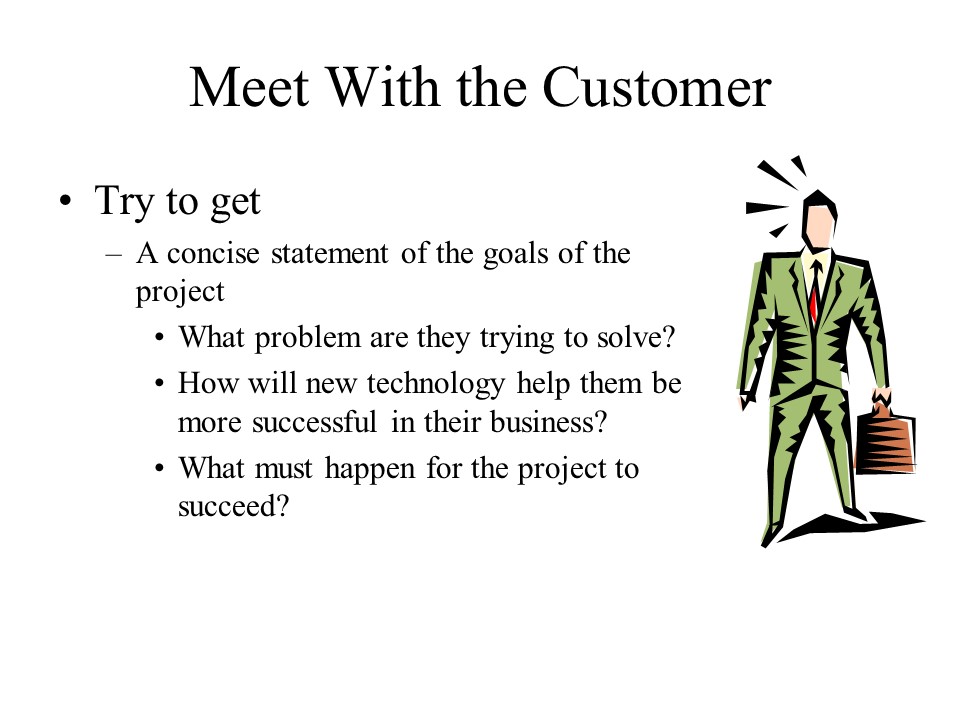 Meet With the Customer
• Try to get
– A concise statement of the goals of the
project
• What problem are they trying to solve?
• How will new technology help them be
more successful in their business?
• What must happen for the project to
succeed?